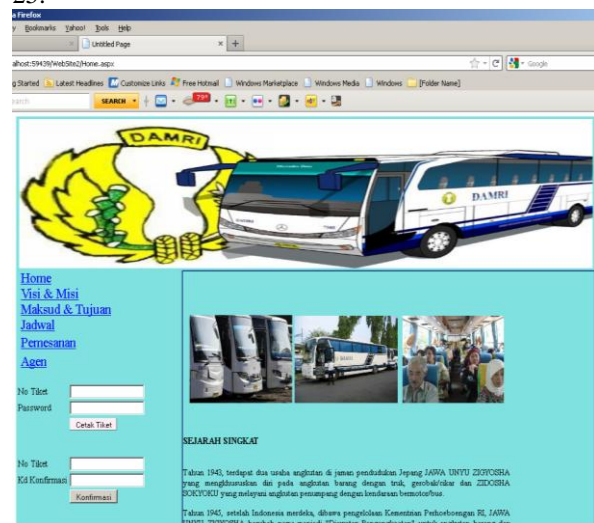 25.
a Firefox
y Bookmarks Yahoo! Tools Help
Untitled Page × +
alhost:59439/WebSite2/Home.aspx
Google
g Started Latest Headlines Customize Links Free Hotmail Windows Marketplace Windows Media Windows [Folder Name]
earch
SEARCH
79°
DAMRI
DAMRI
Home
Visi & Misi
Maksud & Tujuan
Jadwal
Pemesanan
Agen
No Tiket
Password
Cetak Tiket
No Tiket
Kd Konfirmasi
Konfirmasi
SEJARAH SINGKAT
Tahun 1943, terdapat dua usaha angkutan di jaman pendudukan Jepang JAWA UNYU ZIGYOSHA
yang mengkhususkan diri pada angkutan barang dengan truk, gerobak/cikar dan ZIDOSHA
SOKYOKU yang melayani angkutan penumpang dengan kendaraan bermotor/bus.
Tahun 1945, setelah Indonesia merdeka, dibawa pengelolaan Kementrian Perhoeboengan RI, JAWA